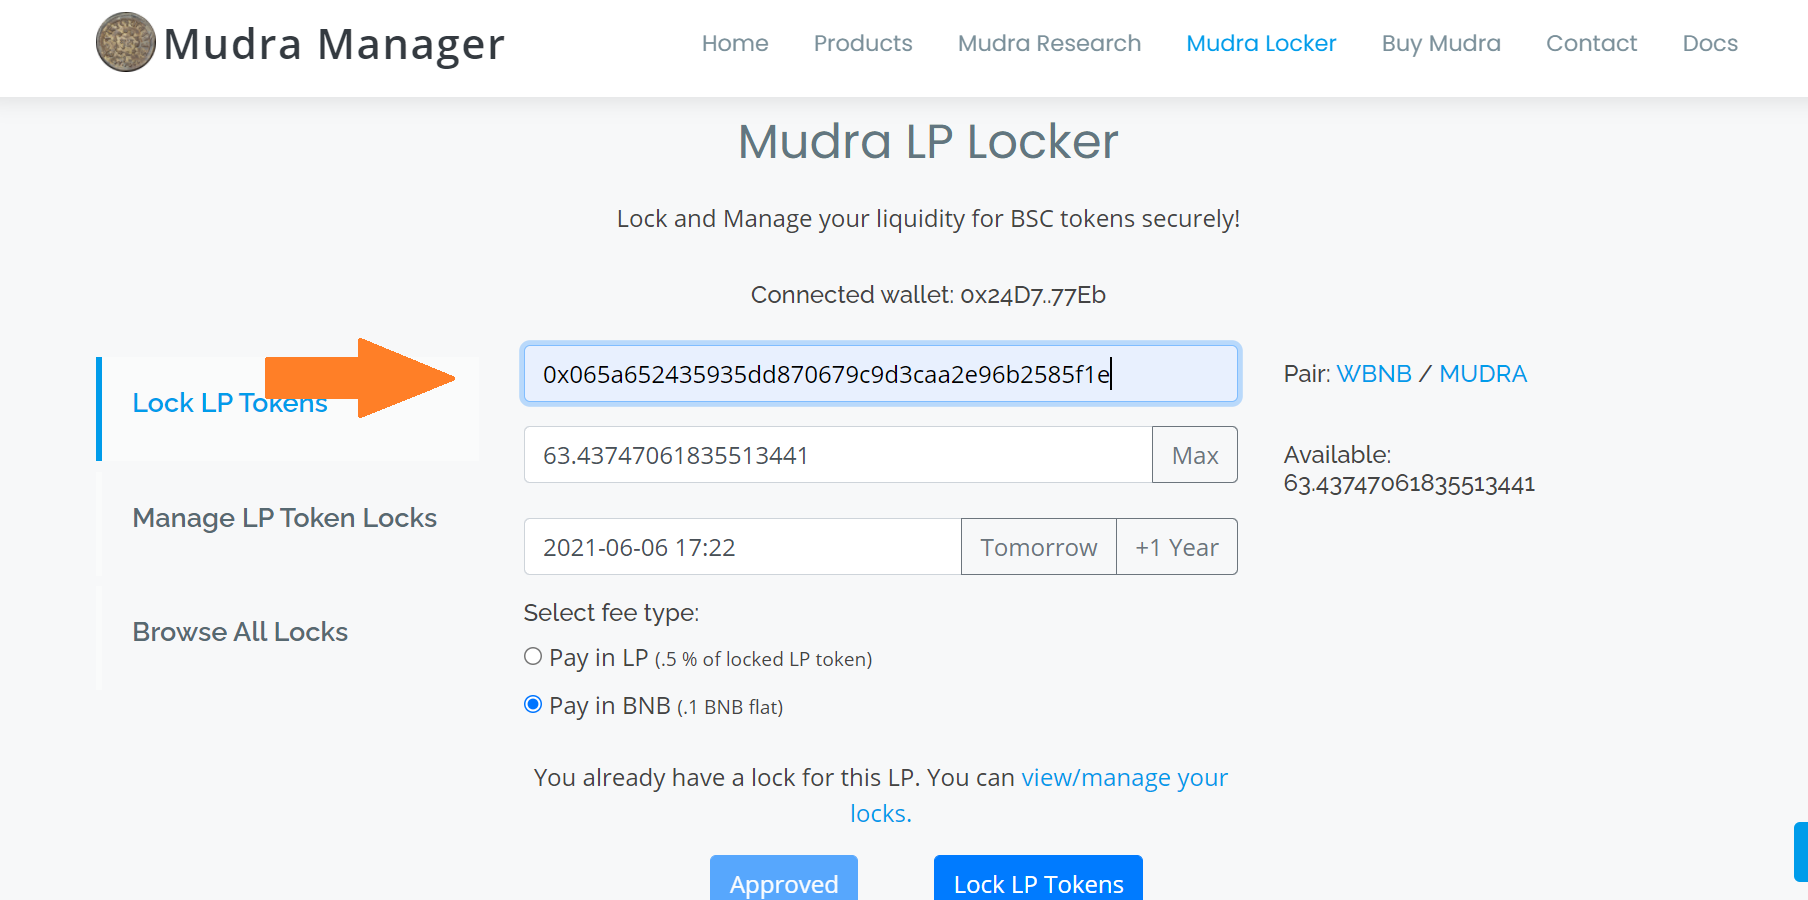 Mudra Manager
Home Products Mudra Research Mudra Locker Buy Mudra Contact Docs
Mudra LP Locker
Lock and Manage your liquidity for BSC tokens securely!
Connected wallet: 0x24D7..77Eb
Lock LP Tokens
Manage LP Token Locks
Browse All Locks
0x065a652435935dd870679c9d3caa2e96b2585f1e
Pair: WBNB / MUDRA
63.43747061835513441 Max
Available:
63.43747061835513441
2021-06-06 17:22 Tomorrow +1 Year
Select fee type:
Pay in LP (.5 % of locked LP token)
Pay in BNB (.1 BNB flat)
You already have a lock for this LP. You can view/manage your
locks.
Approved Lock LP Tokens